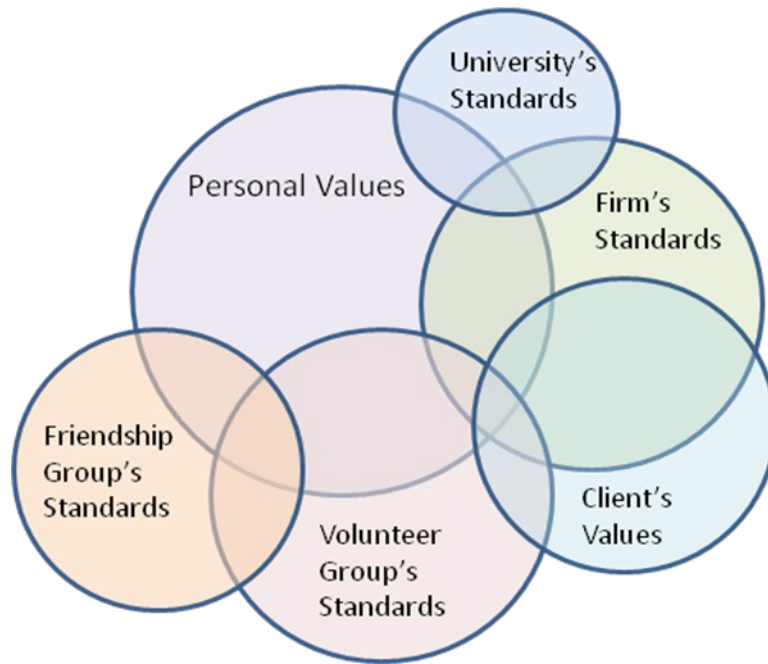 University's
Standards
Personal Values
Firm's
Standards
Friendship
Group's
Standards
Client's
Values
Volunteer
Group's
Standards